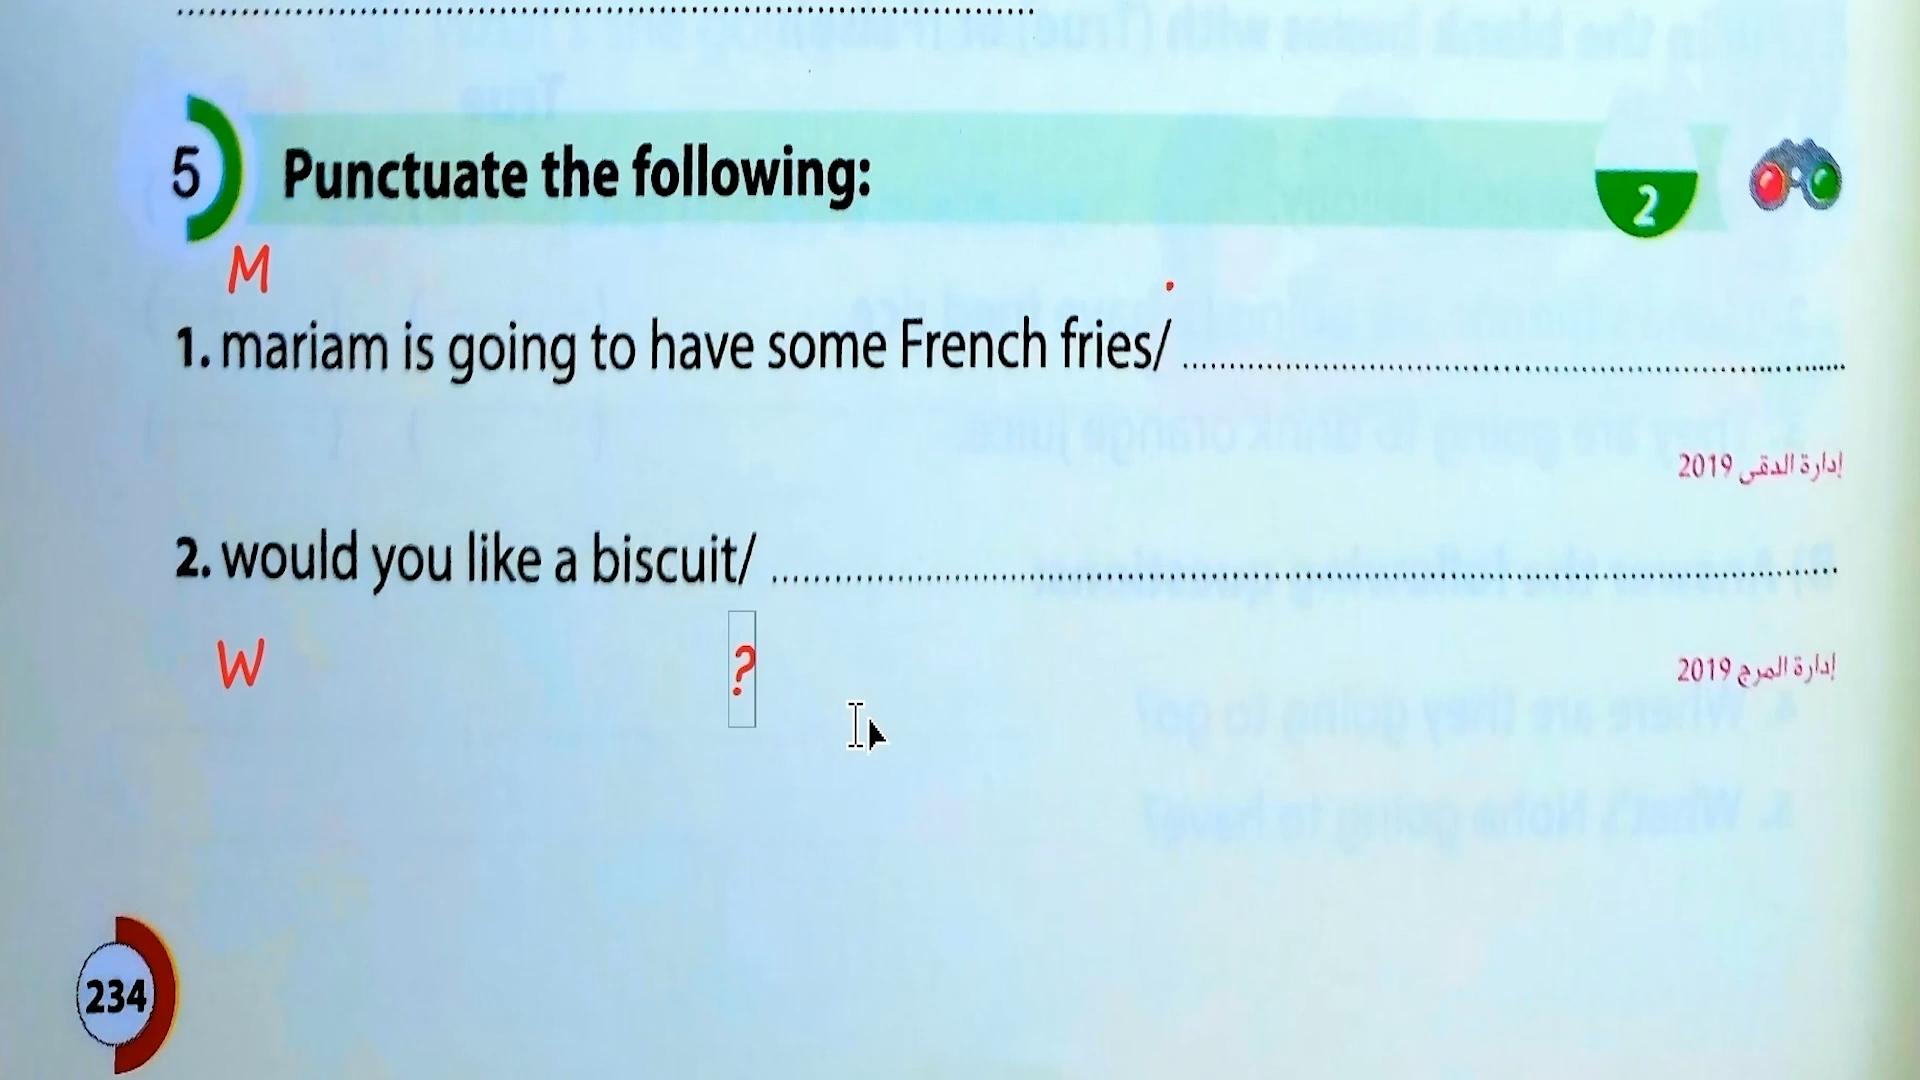 5 Punctuate the following: 2
M .
1. mariam is going to have some French fries/
إدارة الدقى 2019
2. would you like a biscuit/
W ?
إدارة المرج 2019
234